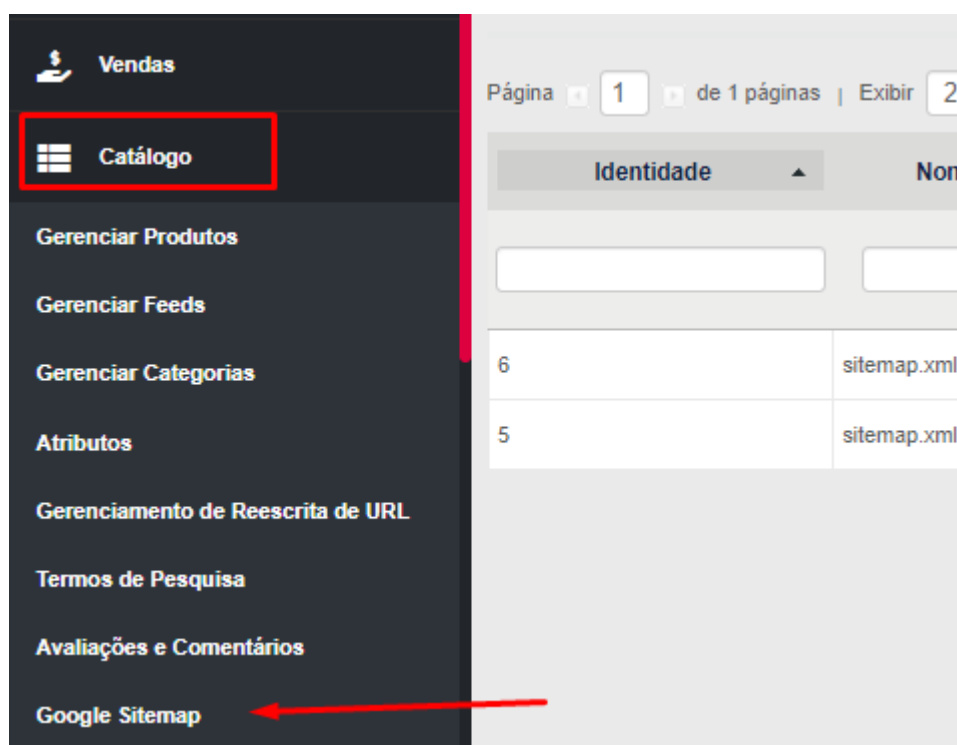 Vendas
Catálogo
Gerenciar Produtos
Gerenciar Feeds
Gerenciar Categorias
Atributos
Gerenciamento de Reescrita de URL
Termos de Pesquisa
Avaliações e Comentários
Google Sitemap
Página 1 de 1 páginas | Exibir 2
Identidade
6 sitemap.xml
5 sitemap.xml